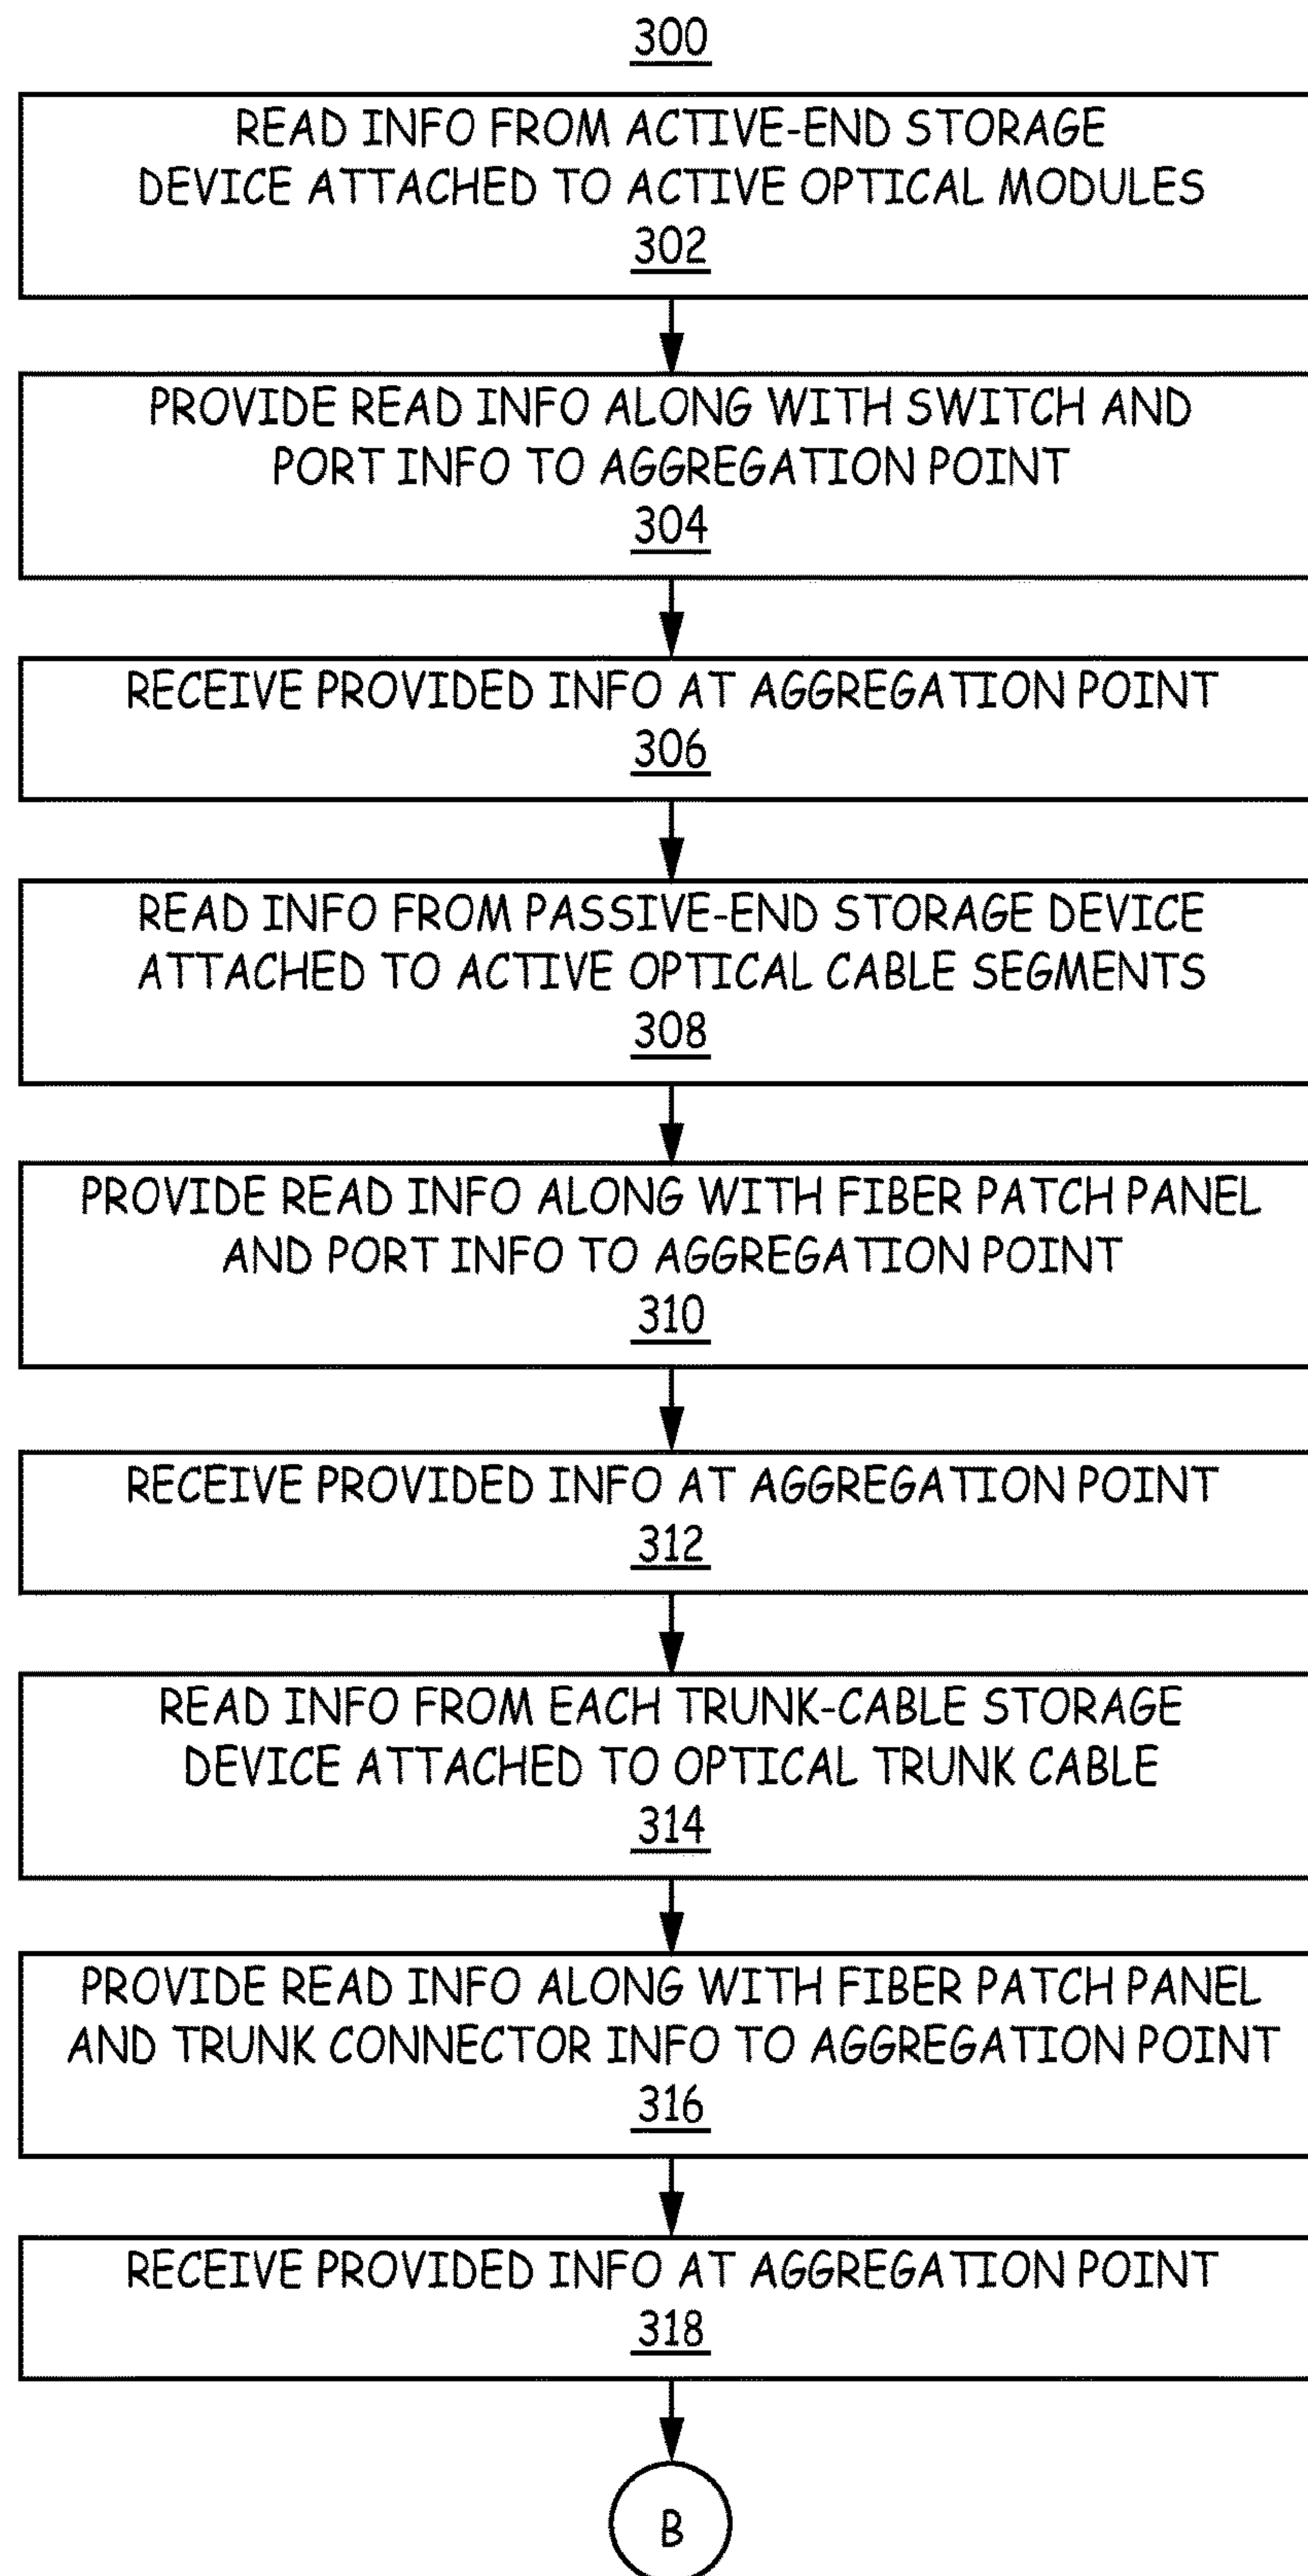 300
READ INFO FROM ACTIVE-END STORAGE
DEVICE ATTACHED TO ACTIVE OPTICAL MODULES
302
PROVIDE READ INFO ALONG WITH SWITCH AND
PORT INFO TO AGGREGATION POINT
304
RECEIVE PROVIDED INFO AT AGGREGATION POINT
306
READ INFO FROM PASSIVE-END STORAGE DEVICE
ATTACHED TO ACTIVE OPTICAL CABLE SEGMENTS
308
PROVIDE READ INFO ALONG WITH FIBER PATCH PANEL
AND PORT INFO TO AGGREGATION POINT
310
RECEIVE PROVIDED INFO AT AGGREGATION POINT
312
READ INFO FROM EACH TRUNK-CABLE STORAGE
DEVICE ATTACHED TO OPTICAL TRUNK CABLE
314
PROVIDE READ INFO ALONG WITH FIBER PATCH PANEL
AND TRUNK CONNECTOR INFO TO AGGREGATION POINT
316
RECEIVE PROVIDED INFO AT AGGREGATION POINT
318
B